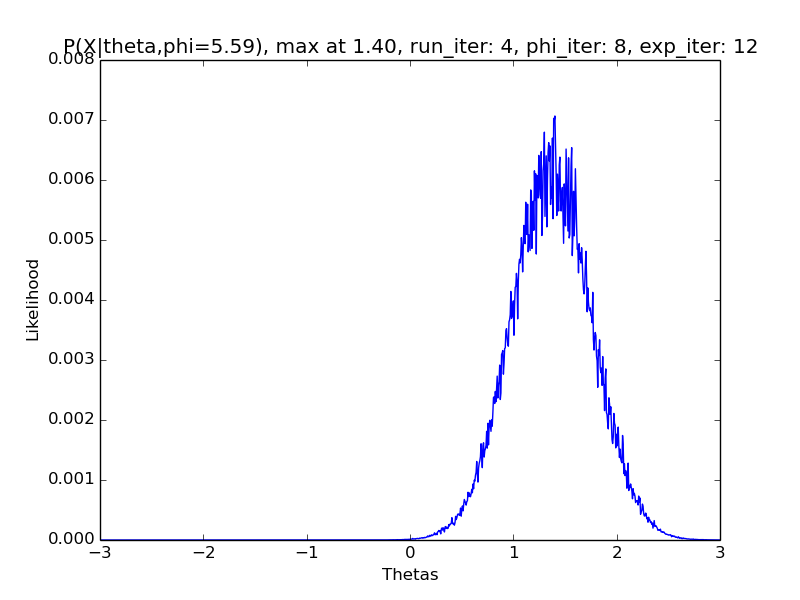 P(X|theta,phi=5.59), max at 1.40, run_iter: 4, phi_iter: 8, exp_iter: 12
0.008
0.007
0.006
0.005
0.004
0.003
0.002
0.001
0.000
Likelihood
−3 −2 −1 0 1 2 3
Thetas